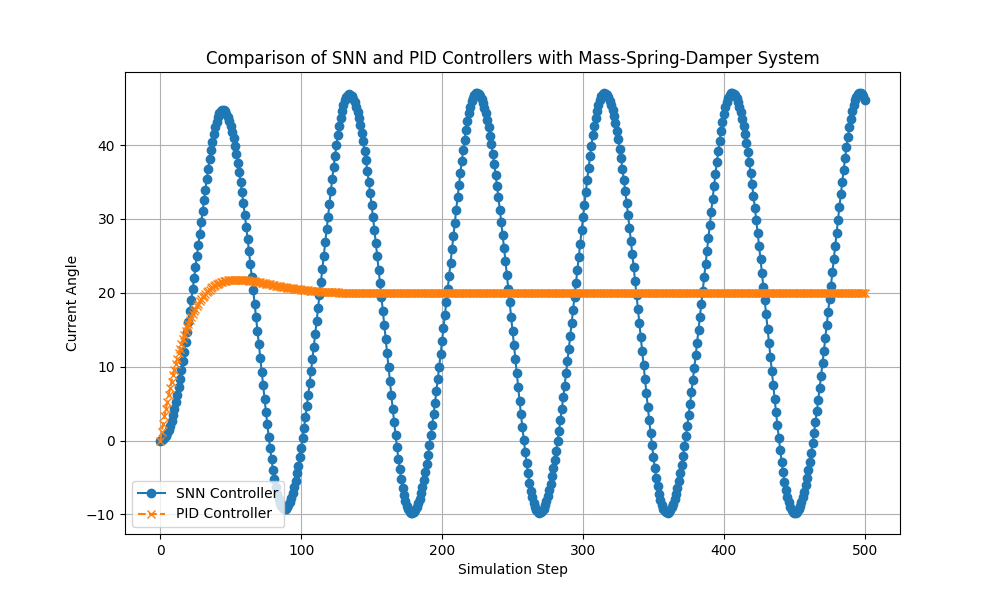 Comparison of SNN and PID Controllers with Mass-Spring-Damper System
Current Angle
40
30
20
10
0
−10
SNN Controller
PID Controller
0
100
200
300
400
500
Simulation Step